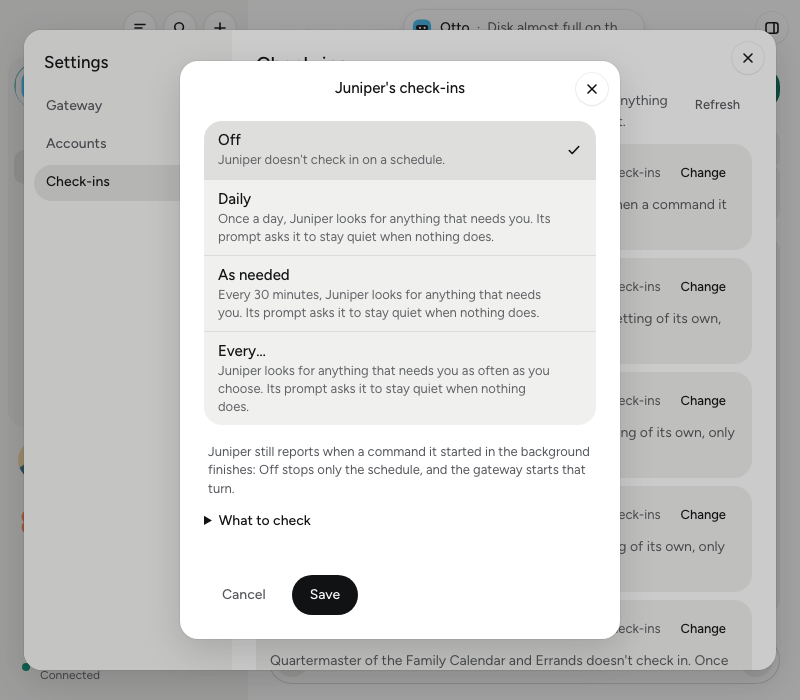 Otto · Disk almost full on th
Settings
Gateway
Accounts
Check-ins
Connected
Refresh
Change
Change
Change
Change
Change
Quartermaster of the Family Calendar and Errands doesn't check in. Once
Juniper's check-ins
Off
Juniper doesn't check in on a schedule.
Daily
Once a day, Juniper looks for anything that needs you. Its
prompt asks it to stay quiet when nothing does.
As needed
Every 30 minutes, Juniper looks for anything that needs
you. Its prompt asks it to stay quiet when nothing does.
Every...
Juniper looks for anything that needs you as often as you
choose. Its prompt asks it to stay quiet when nothing
does.
Juniper still reports when a command it started in the background
finishes: Off stops only the schedule, and the gateway starts that
turn.
What to check
Cancel
Save